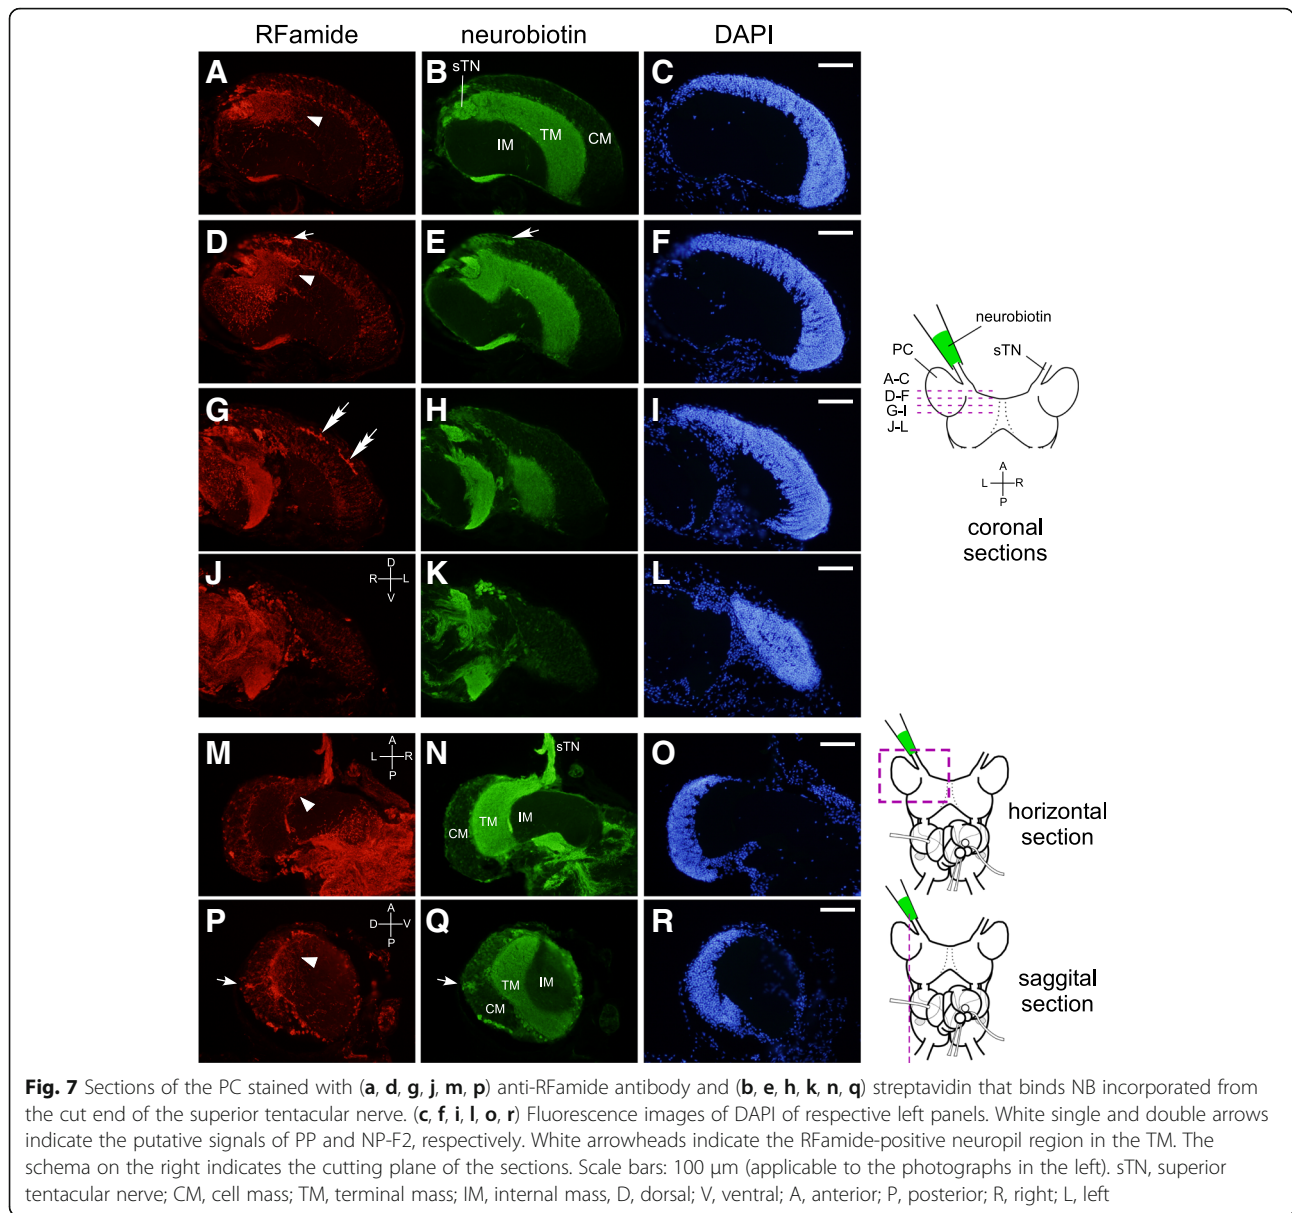 RFamide neurobiotin DAPI
A B C
sTN
IM TM CM
D E F
G H I
J K L
D
R L
V
neurobiotin
PC sTN
A-C
D-F
G-I
J-L
A
L R
P
coronal
sections
M N O
A
L R
P
sTN
CM TM IM
horizontal
section
P Q R
A
D V
P
TM IM
CM
saggital
section
Fig. 7 Sections of the PC stained with (a, d, g, j, m, p) anti-RFamide antibody and (b, e, h, k, n, q) streptavidin that binds NB incorporated from
the cut end of the superior tentacular nerve. (c, f, i, l, o, r) Fluorescence images of DAPI of respective left panels. White single and double arrows
indicate the putative signals of PP and NP-F2, respectively. White arrowheads indicate the RFamide-positive neuropil region in the TM. The
schema on the right indicates the cutting plane of the sections. Scale bars: 100 μm (applicable to the photographs in the left). sTN, superior
tentacular nerve; CM, cell mass; TM, terminal mass; IM, internal mass, D, dorsal; V, ventral; A, anterior; P, posterior; R, right; L, left